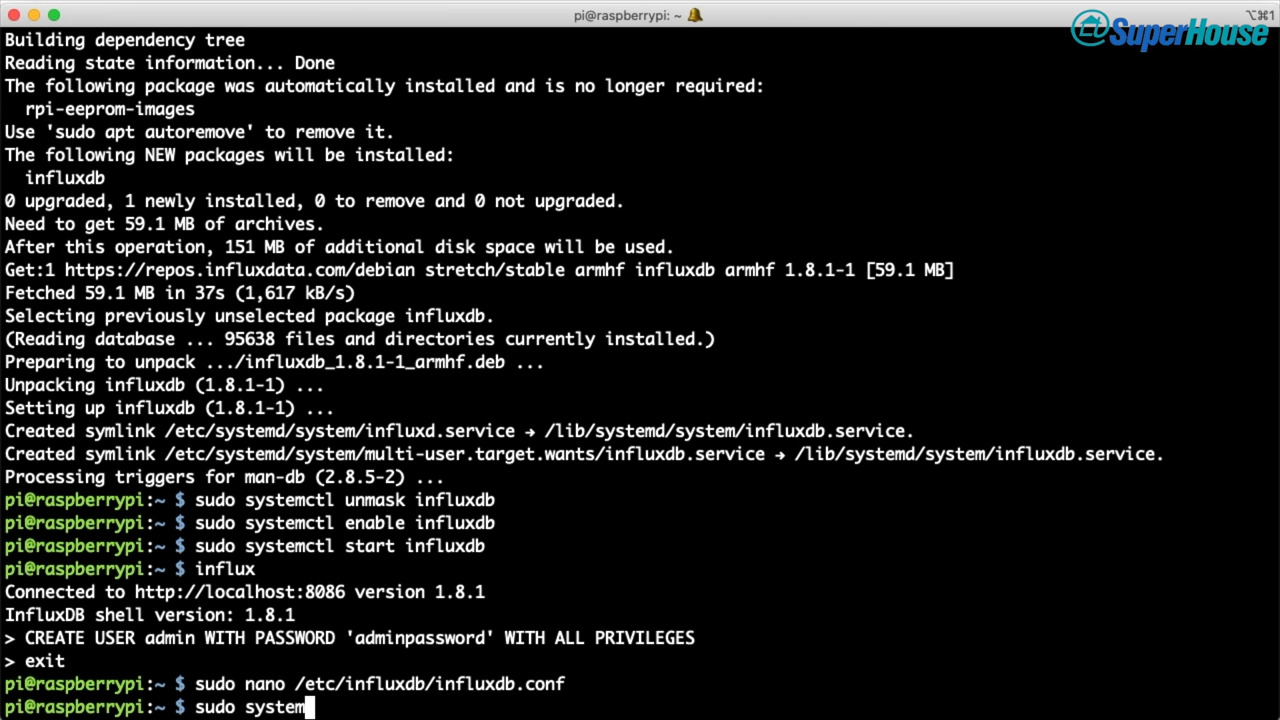 pi@raspberrypi: ~ 🔔
⌥⌘1
SuperHouse
Building dependency tree
Reading state information... Done
The following package was automatically installed and is no longer required:
rpi-eeprom-images
Use 'sudo apt autoremove' to remove it.
The following NEW packages will be installed:
influxdb
0 upgraded, 1 newly installed, 0 to remove and 0 not upgraded.
Need to get 59.1 MB of archives.
After this operation, 151 MB of additional disk space will be used.
Get:1 https://repos.influxdata.com/debian stretch/stable armhf influxdb armhf 1.8.1-1 [59.1 MB]
Fetched 59.1 MB in 37s (1,617 kB/s)
Selecting previously unselected package influxdb.
(Reading database ... 95638 files and directories currently installed.)
Preparing to unpack .../influxdb_1.8.1-1_armhf.deb ...
Unpacking influxdb (1.8.1-1) ...
Setting up influxdb (1.8.1-1) ...
Created symlink /etc/systemd/system/influxd.service → /lib/systemd/system/influxdb.service.
Created symlink /etc/systemd/system/multi-user.target.wants/influxdb.service → /lib/systemd/system/influxdb.service.
Processing triggers for man-db (2.8.5-2) ...
pi@raspberrypi:~ $ sudo systemctl unmask influxdb
pi@raspberrypi:~ $ sudo systemctl enable influxdb
pi@raspberrypi:~ $ sudo systemctl start influxdb
pi@raspberrypi:~ $ influx
Connected to http://localhost:8086 version 1.8.1
InfluxDB shell version: 1.8.1
> CREATE USER admin WITH PASSWORD 'adminpassword' WITH ALL PRIVILEGES
> exit
pi@raspberrypi:~ $ sudo nano /etc/influxdb/influxdb.conf
pi@raspberrypi:~ $ sudo system